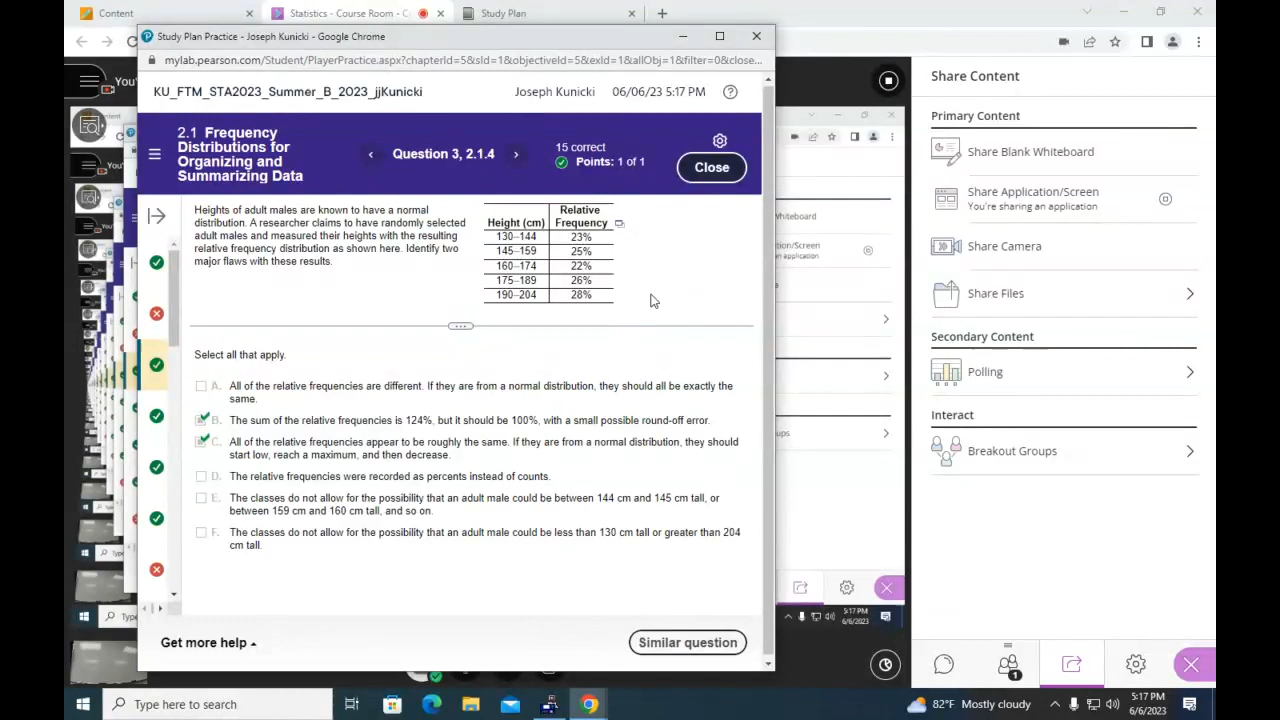 Content
Statistics - Course Room - C
Study Plan
Study Plan Practice - Joseph Kunicki - Google Chrome
mylab.pearson.com/Student/PlayerPractice.aspx?chapterId=5&sId=1&objectiveId=5&exId=1&allObj=1&filter=0&close...
KU_FTM_STA2023_Summer_B_2023_jjKunicki
Joseph Kunicki
06/06/23 5:17 PM
2.1 Frequency
Distributions for
Organizing and
Summarizing Data
Question 3, 2.1.4
15 correct
Points: 1 of 1
Close
Heights of adult males are known to have a normal
distribution. A researcher claims to have randomly selected
adult males and measured their heights with the resulting
relative frequency distribution as shown here. Identify two
major flaws with these results.
Height (cm) Relative Frequency
130–144 23%
145–159 25%
160–174 22%
175–189 26%
190–204 28%
Select all that apply.
A. All of the relative frequencies are different. If they are from a normal distribution, they should all be exactly the
same.
B. The sum of the relative frequencies is 124%, but it should be 100%, with a small possible round-off error.
C. All of the relative frequencies appear to be roughly the same. If they are from a normal distribution, they should
start low, reach a maximum, and then decrease.
D. The relative frequencies were recorded as percents instead of counts.
E. The classes do not allow for the possibility that an adult male could be between 144 cm and 145 cm tall, or
between 159 cm and 160 cm tall, and so on.
F. The classes do not allow for the possibility that an adult male could be less than 130 cm tall or greater than 204
cm tall.
Get more help
Similar question
Share Content
Primary Content
Share Blank Whiteboard
Share Application/Screen
You're sharing an application
Share Camera
Share Files
Secondary Content
Polling
Interact
Breakout Groups
1
5:17 PM
6/6/2023
Type here to search
82°F Mostly cloudy
5:17 PM
6/6/2023